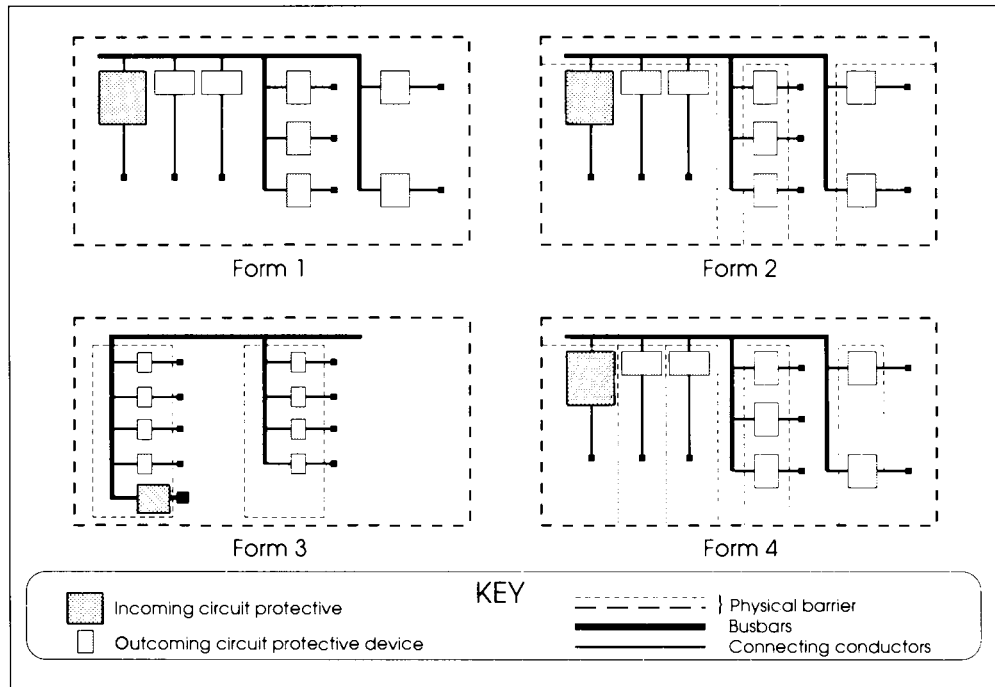 Form 1
Form 2
Form 3
Form 4
KEY
Incoming circuit protective
Outcoming circuit protective device
Physical barrier
Busbars
Connecting conductors